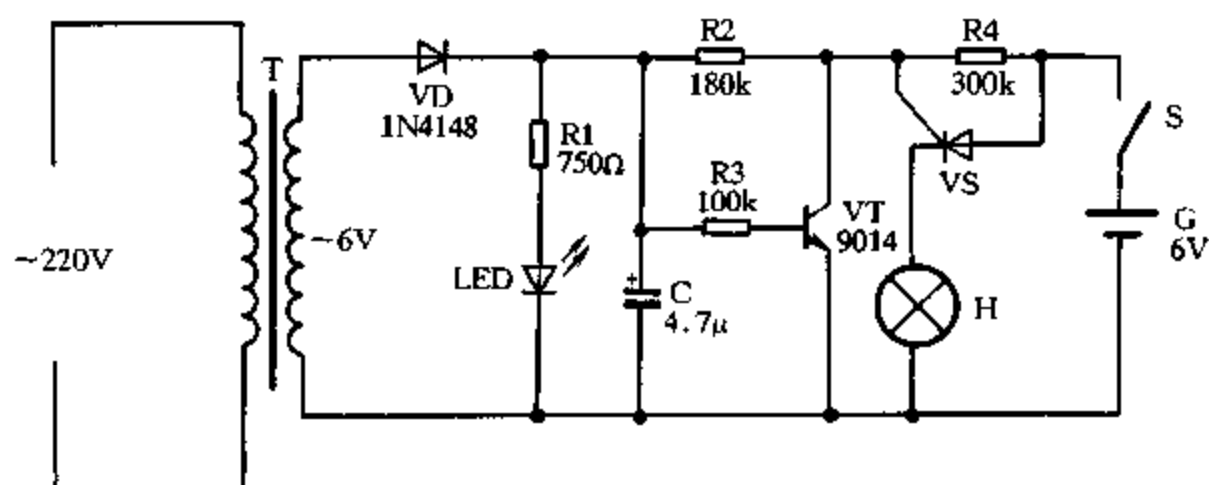 T
~220V
~6V
VD
1N4148
R1
750Ω
LED
R2
180k
R3
100k
C
+
4.7μ
VT
9014
R4
300k
VS
H
S
G
6V